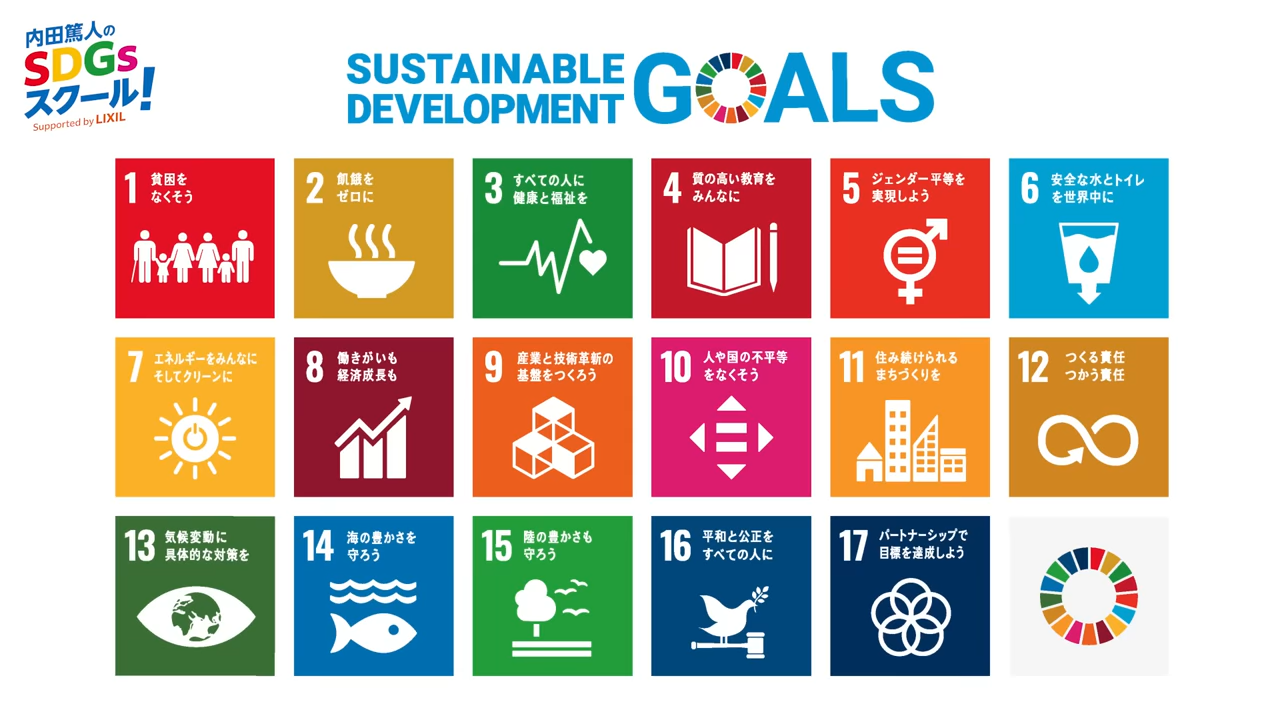 内田篤人の
SDGs
スクール!
Supported by LIXIL
SUSTAINABLE
DEVELOPMENT
GOALS
1 貧困を
なくそう
2 飢餓を
ゼロに
3 すべての人に
健康と福祉を
4 質の高い教育を
みんなに
5 ジェンダー平等を
実現しよう
6 安全な水とトイレ
を世界中に
7 エネルギーをみんなに
そしてクリーンに
8 働きがいも
経済成長も
9 産業と技術革新の
基盤をつくろう
10 人や国の不平等
をなくそう
11 住み続けられる
まちづくりを
12 つくる責任
つかう責任
13 気候変動に
具体的な対策を
14 海の豊かさを
守ろう
15 陸の豊かさも
守ろう
16 平和と公正を
すべての人に
17 パートナーシップで
目標を達成しよう